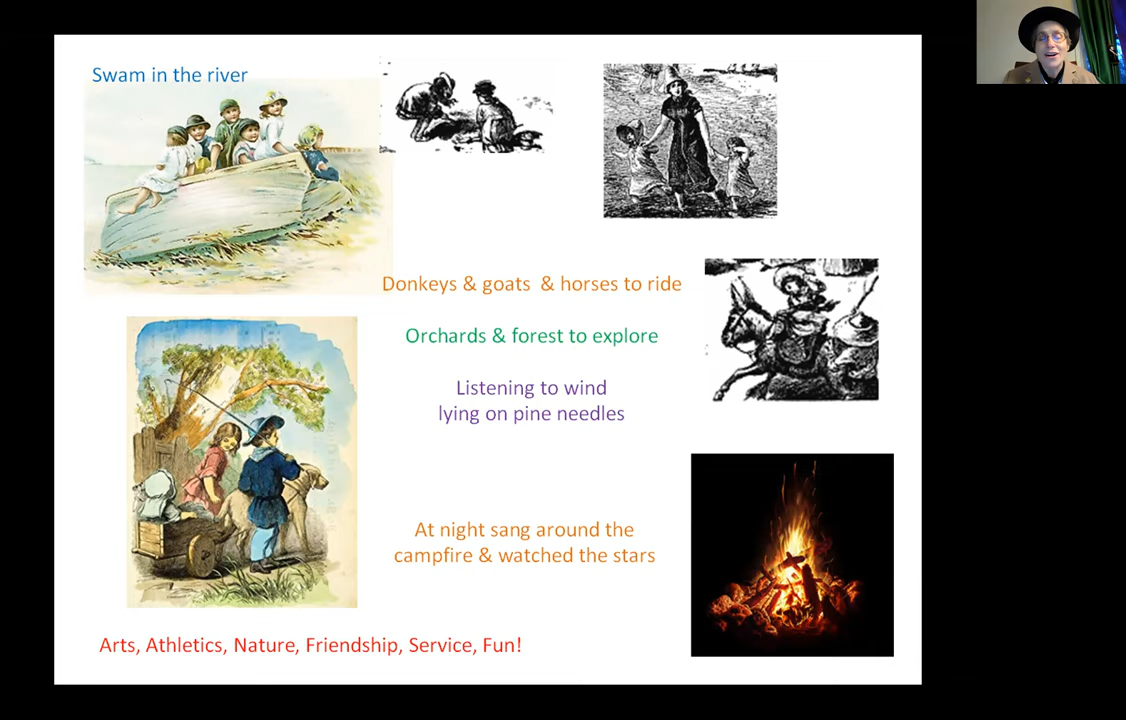 Swam in the river
Donkeys & goats & horses to ride
Orchards & forest to explore
Listening to wind
lying on pine needles
At night sang around the
campfire & watched the stars
Arts, Athletics, Nature, Friendship, Service, Fun!